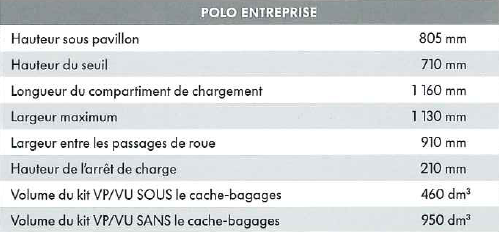 POLO ENTREPRISE
Hauteur sous pavillon 805 mm
Hauteur du seuil 710 mm
Longueur du compartiment de chargement 1 160 mm
Largeur maximum 1 130 mm
Largeur entre les passages de roue 910 mm
Hauteur de l'arrêt de charge 210 mm
Volume du kit VP/VU SOUS le cache-bagages 460 dm³
Volume du kit VP/VU SANS le cache-bagages 950 dm³